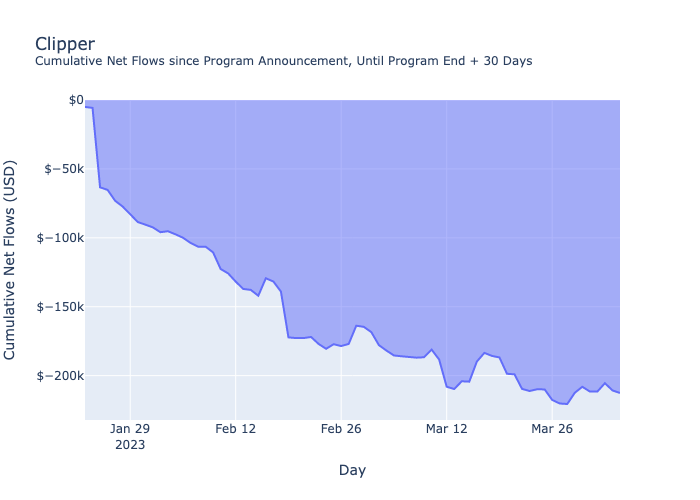 Clipper
Cumulative Net Flows since Program Announcement, Until Program End + 30 Days
Cumulative Net Flows (USD)
$0
$−50k
$−100k
$−150k
$−200k
Jan 29
2023
Feb 12
Feb 26
Mar 12
Mar 26
Day